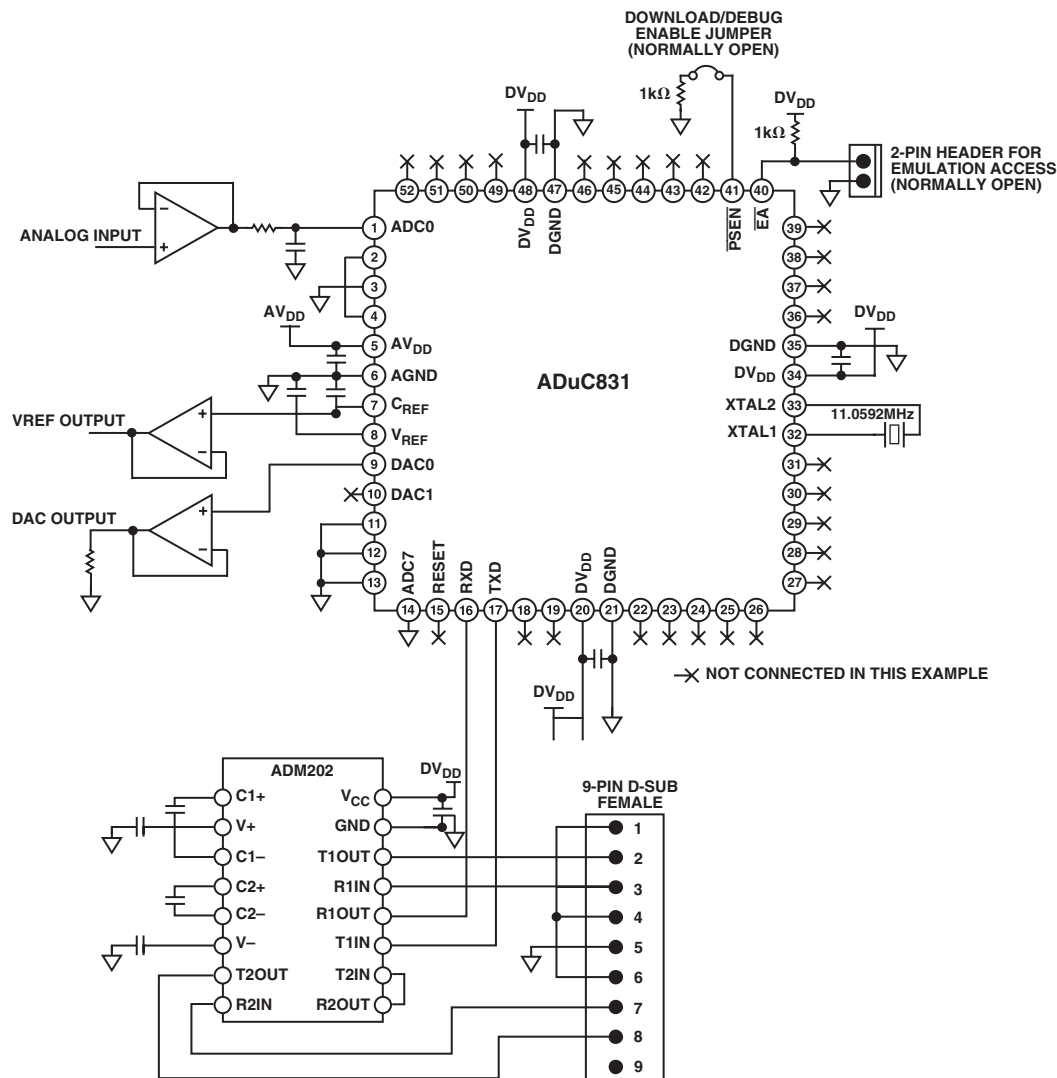 DOWNLOAD/DEBUG
ENABLE JUMPER
(NORMALLY OPEN)
1kΩ
DVDD
DVDD
1kΩ
2-PIN HEADER FOR
EMULATION ACCESS
(NORMALLY OPEN)
52 51 50 49 48 47 46 45 44 43 42 41 40
DVDD DGND PSEN EA
ANALOG INPUT
1 ADC0
2
3
4
AVDD
5 AVDD
6 AGND
7 CREF
VREF OUTPUT
8 VREF
9 DAC0
10 DAC1
DAC OUTPUT
11
12
13
ADuC831
39
38
37
36
DVDD
DGND 35
DVDD 34
XTAL2 33
11.0592MHz
XTAL1 32
31
30
29
28
27
ADC7 RESET RXD TXD DVDD DGND
14 15 16 17 18 19 20 21 22 23 24 25 26
NOT CONNECTED IN THIS EXAMPLE
DVDD
ADM202
DVDD
C1+ VCC
V+ GND
C1– T1OUT
C2+ R1IN
C2– R1OUT
V– T1IN
T2OUT T2IN
R2IN R2OUT
9-PIN D-SUB
FEMALE
1
2
3
4
5
6
7
8
9